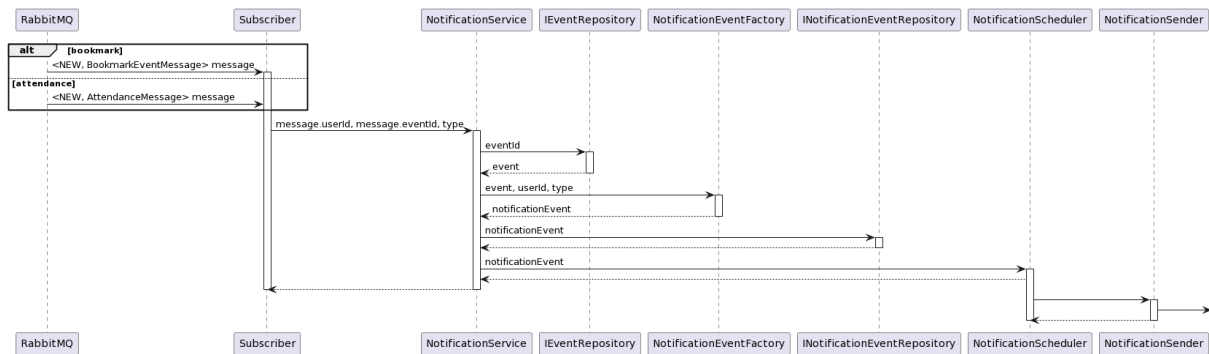 RabbitMQ
Subscriber
NotificationService
IEventRepository
NotificationEventFactory
INotificationEventRepository
NotificationScheduler
NotificationSender
alt
[bookmark]
<NEW, BookmarkEventMessage> message
[attendance]
<NEW, AttendanceMessage> message
message.userId, message.eventId, type
eventId
event
event, userId, type
notificationEvent
notificationEvent
notificationEvent
RabbitMQ
Subscriber
NotificationService
IEventRepository
NotificationEventFactory
INotificationEventRepository
NotificationScheduler
NotificationSender